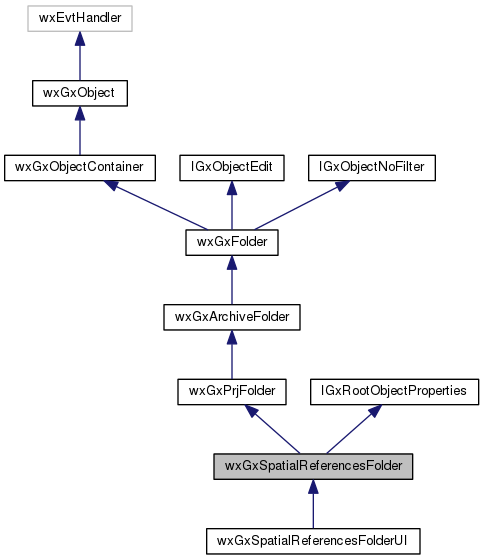 wxEvtHandler
wxGxObject
wxGxObjectContainer
IGxObjectEdit
IGxObjectNoFilter
wxGxFolder
wxGxArchiveFolder
wxGxPrjFolder
IGxRootObjectProperties
wxGxSpatialReferencesFolder
wxGxSpatialReferencesFolderUI